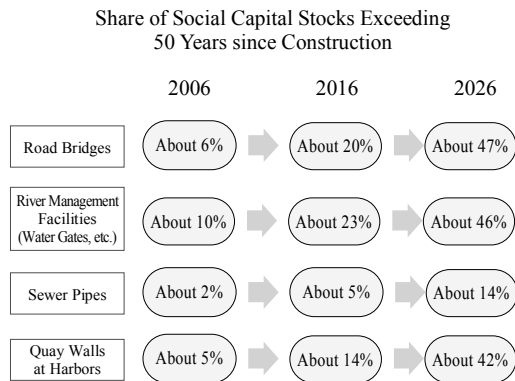 Share of Social Capital Stocks Exceeding
50 Years since Construction
2006 2016 2026
Road Bridges About 6% About 20% About 47%
River Management
Facilities
(Water Gates, etc.) About 10% About 23% About 46%
Sewer Pipes About 2% About 5% About 14%
Quay Walls
at Harbors About 5% About 14% About 42%